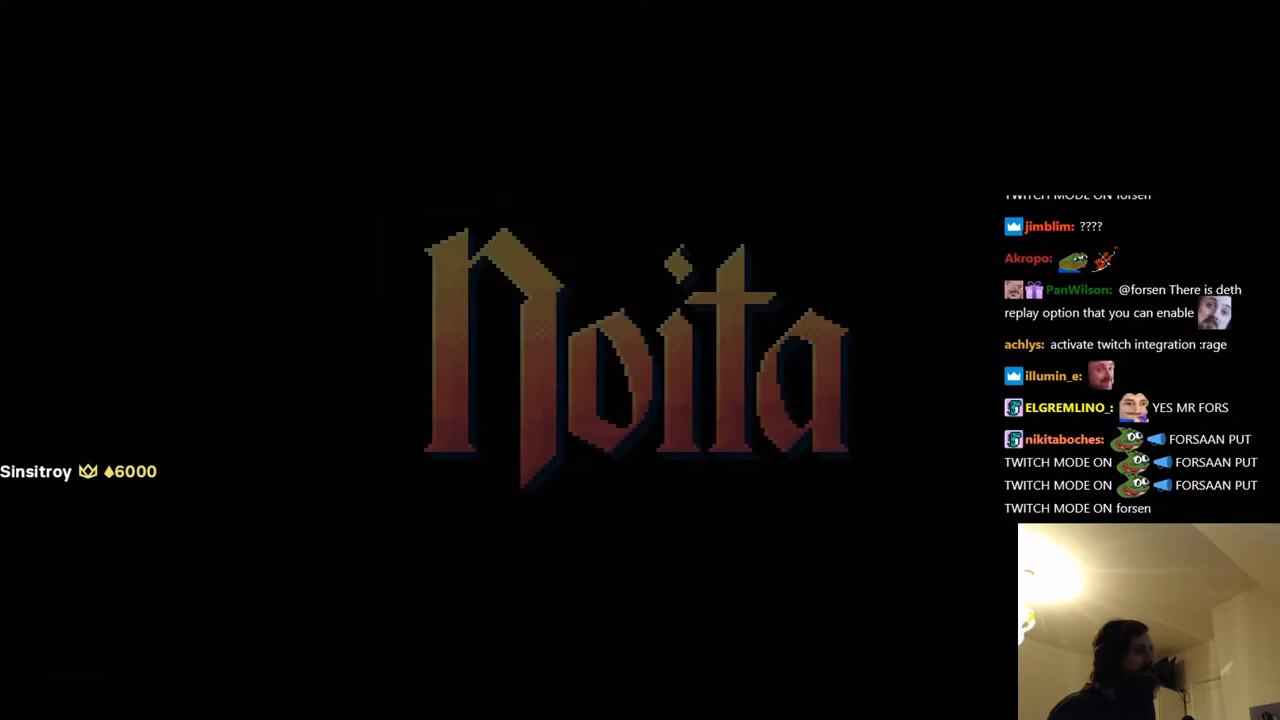 Noita
Sinsitroy 6000
TWITCH MODE ON forsen
jimblim: ????
Akropo:
PanWilson: @forsen There is deth
replay option that you can enable
achlys: activate twitch integration :rage
illumin_e:
ELGREMLINO_: YES MR FORS
nikitaboches: FORSAAN PUT
TWITCH MODE ON FORSAAN PUT
TWITCH MODE ON FORSAAN PUT
TWITCH MODE ON forsen